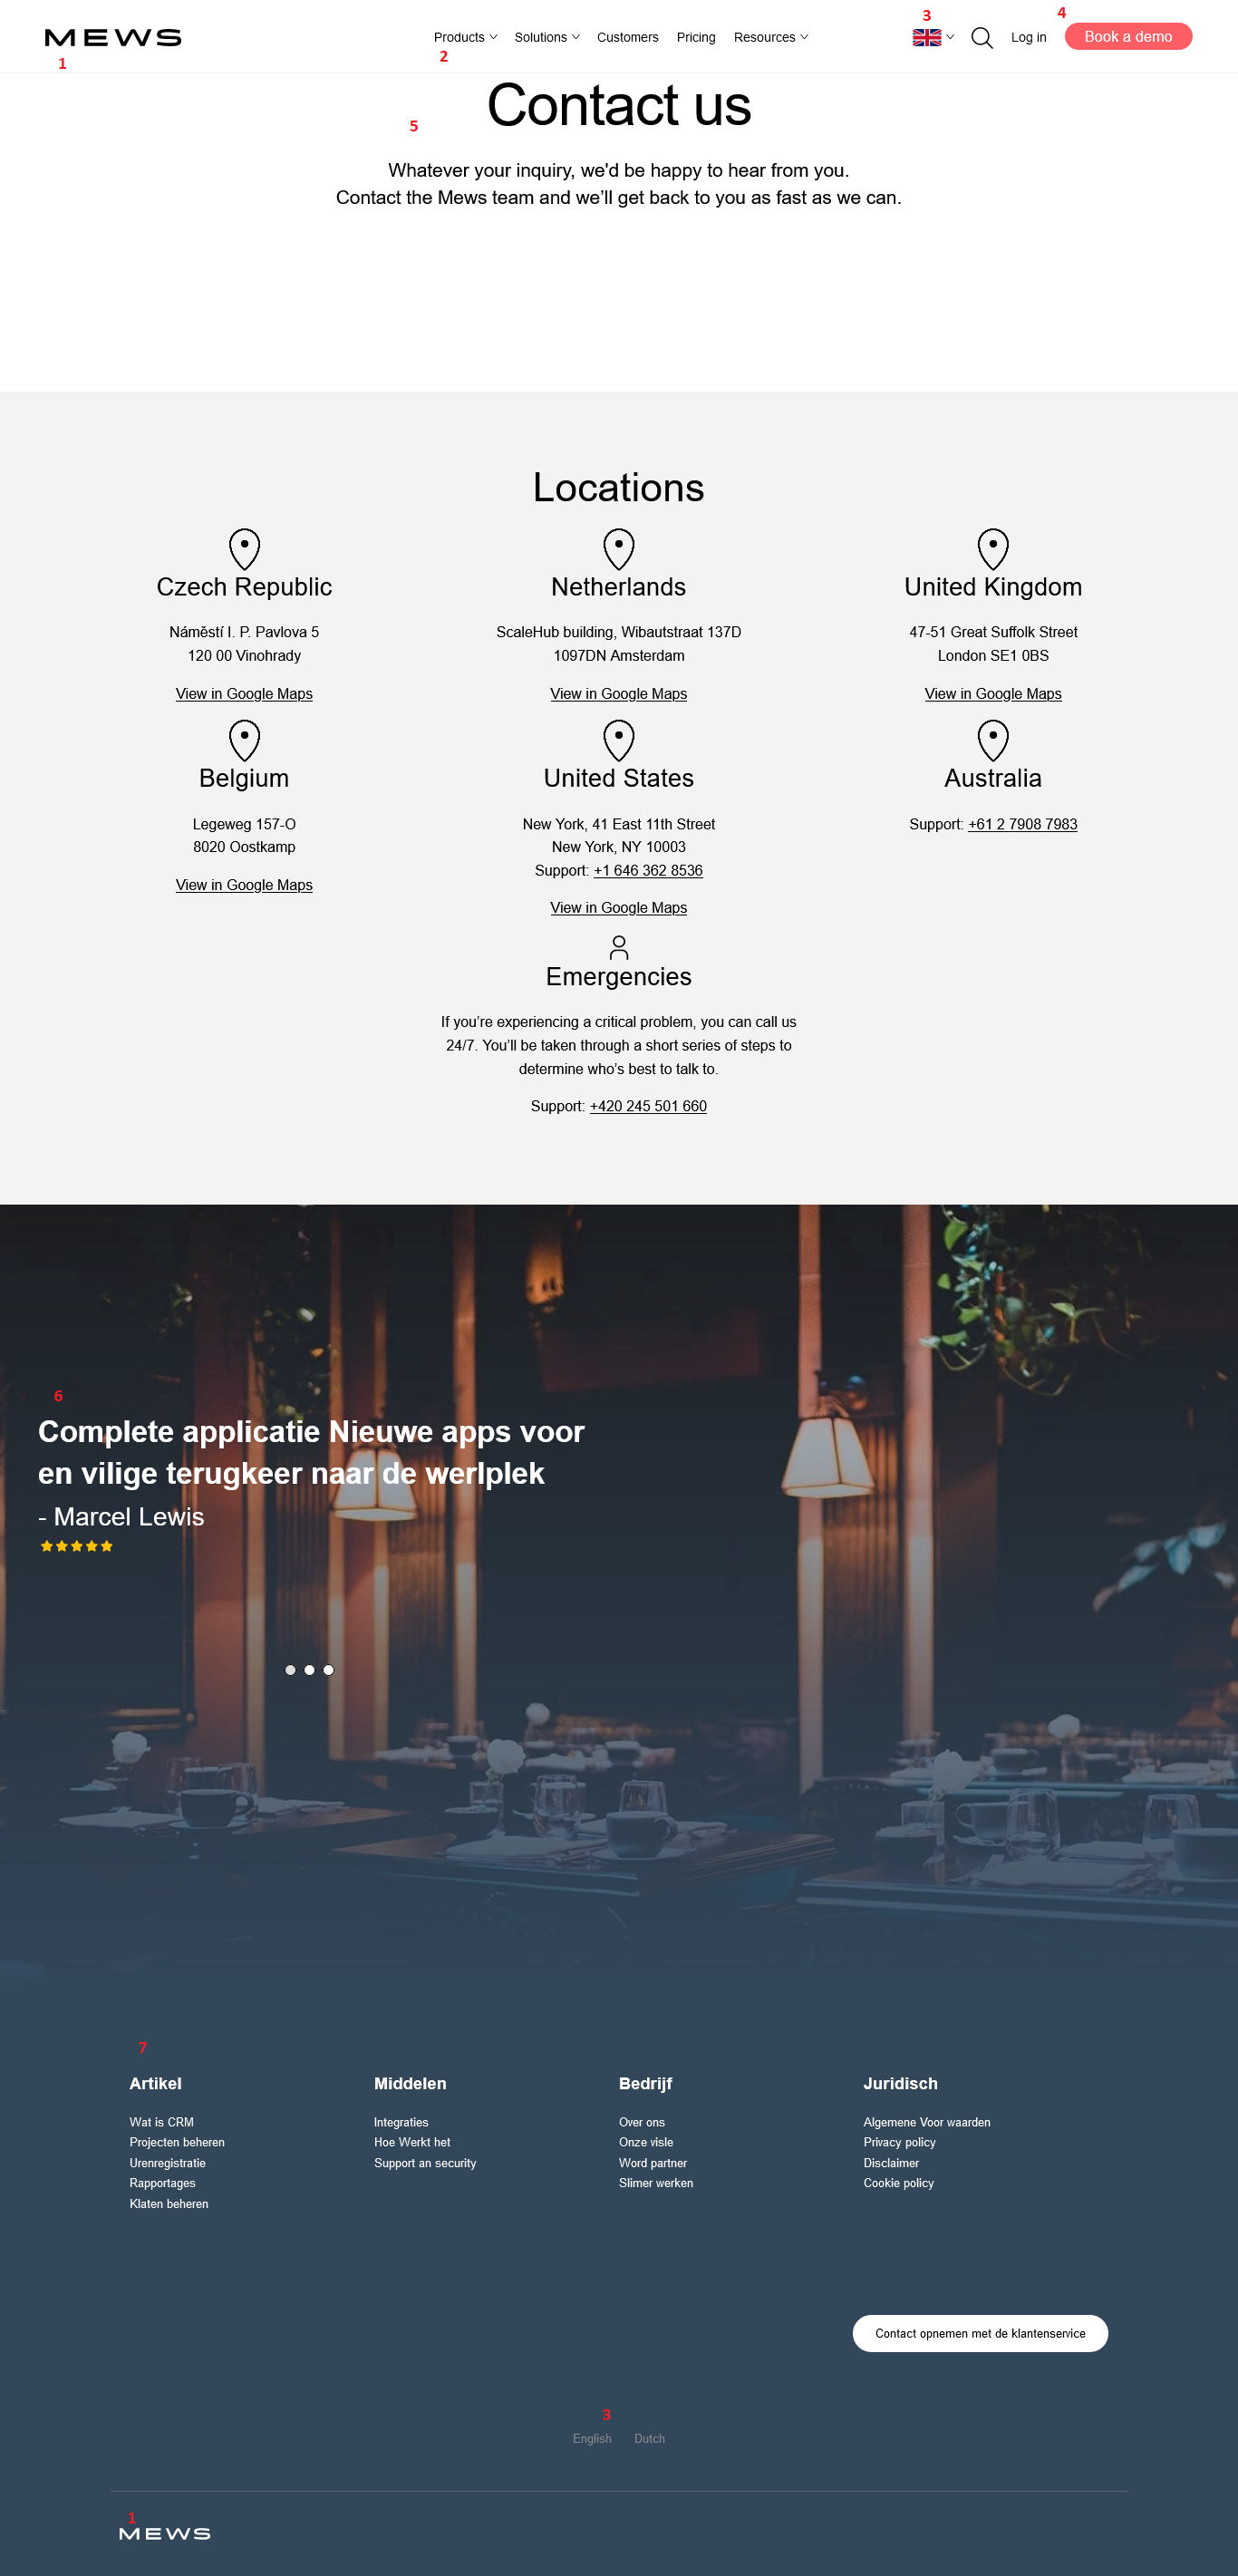 MEWS
1
Products
2
Solutions
Customers
Pricing
Resources
3
Log in
4
Book a demo
5
Contact us
Whatever your inquiry, we'd be happy to hear from you.
Contact the Mews team and we’ll get back to you as fast as we can.
Locations
Czech Republic
Náměstí I. P. Pavlova 5
120 00 Vinohrady
View in Google Maps
Netherlands
ScaleHub building, Wibautstraat 137D
1097DN Amsterdam
View in Google Maps
United Kingdom
47-51 Great Suffolk Street
London SE1 0BS
View in Google Maps
Belgium
Legeweg 157-O
8020 Oostkamp
View in Google Maps
United States
New York, 41 East 11th Street
New York, NY 10003
Support: +1 646 362 8536
View in Google Maps
Australia
Support: +61 2 7908 7983
Emergencies
If you’re experiencing a critical problem, you can call us
24/7. You’ll be taken through a short series of steps to
determine who’s best to talk to.
Support: +420 245 501 660
6
Complete applicatie Nieuwe apps voor
en vilige terugkeer naar de werlplek
- Marcel Lewis
7
Artikel
Wat is CRM
Projecten beheren
Urenregistratie
Rapportages
Klaten beheren
Middelen
Integraties
Hoe Werkt het
Support an security
Bedrijf
Over ons
Onze visle
Word partner
Slimer werken
Juridisch
Algemene Voor waarden
Privacy policy
Disclaimer
Cookie policy
Contact opnemen met de klantenservice
3
English
Dutch
1
MEWS